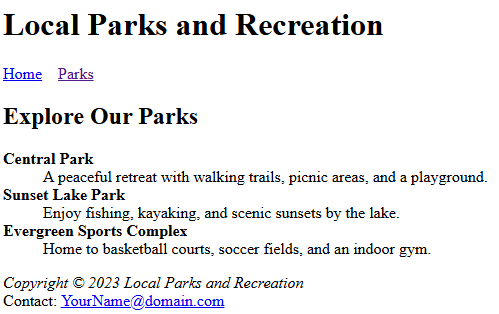 Local Parks and Recreation
Home Parks
Explore Our Parks
Central Park
A peaceful retreat with walking trails, picnic areas, and a playground.
Sunset Lake Park
Enjoy fishing, kayaking, and scenic sunsets by the lake.
Evergreen Sports Complex
Home to basketball courts, soccer fields, and an indoor gym.
Copyright © 2023 Local Parks and Recreation
Contact: YourName@domain.com